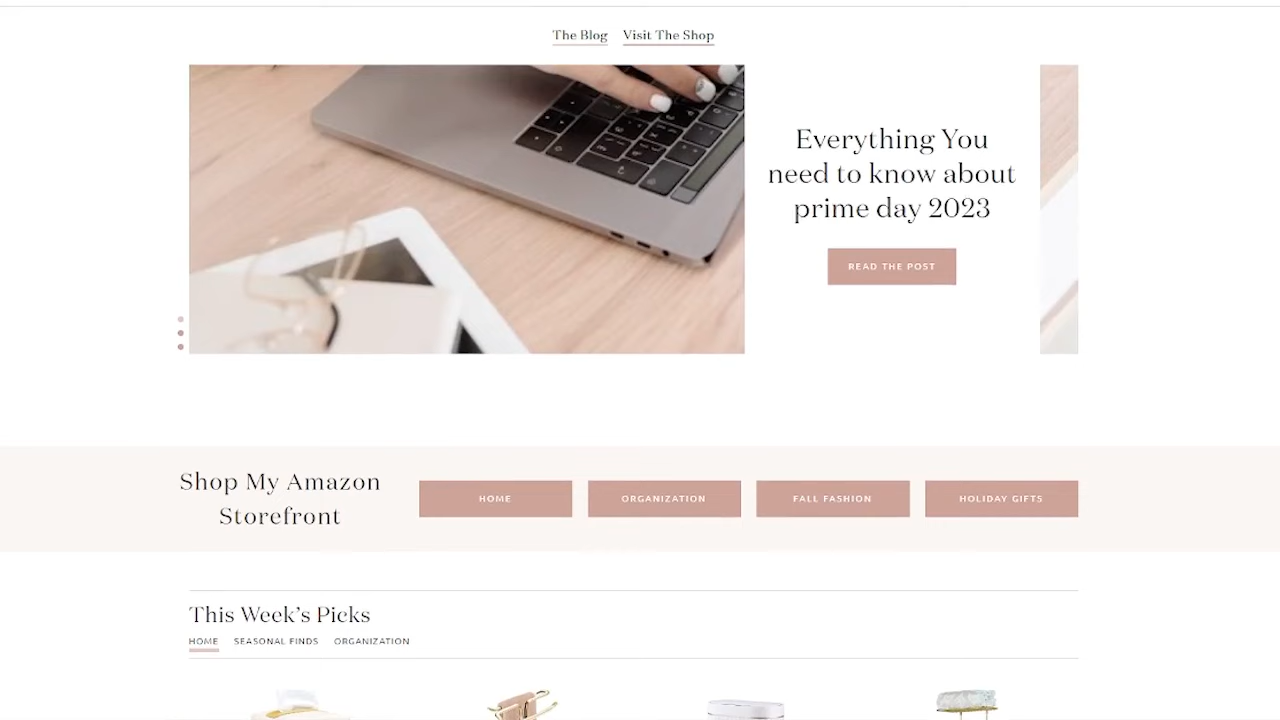 The Blog Visit The Shop
Everything You
need to know about
prime day 2023
READ THE POST
Shop My Amazon
Storefront
HOME ORGANIZATION FALL FASHION HOLIDAY GIFTS
This Week's Picks
HOME SEASONAL FINDS ORGANIZATION